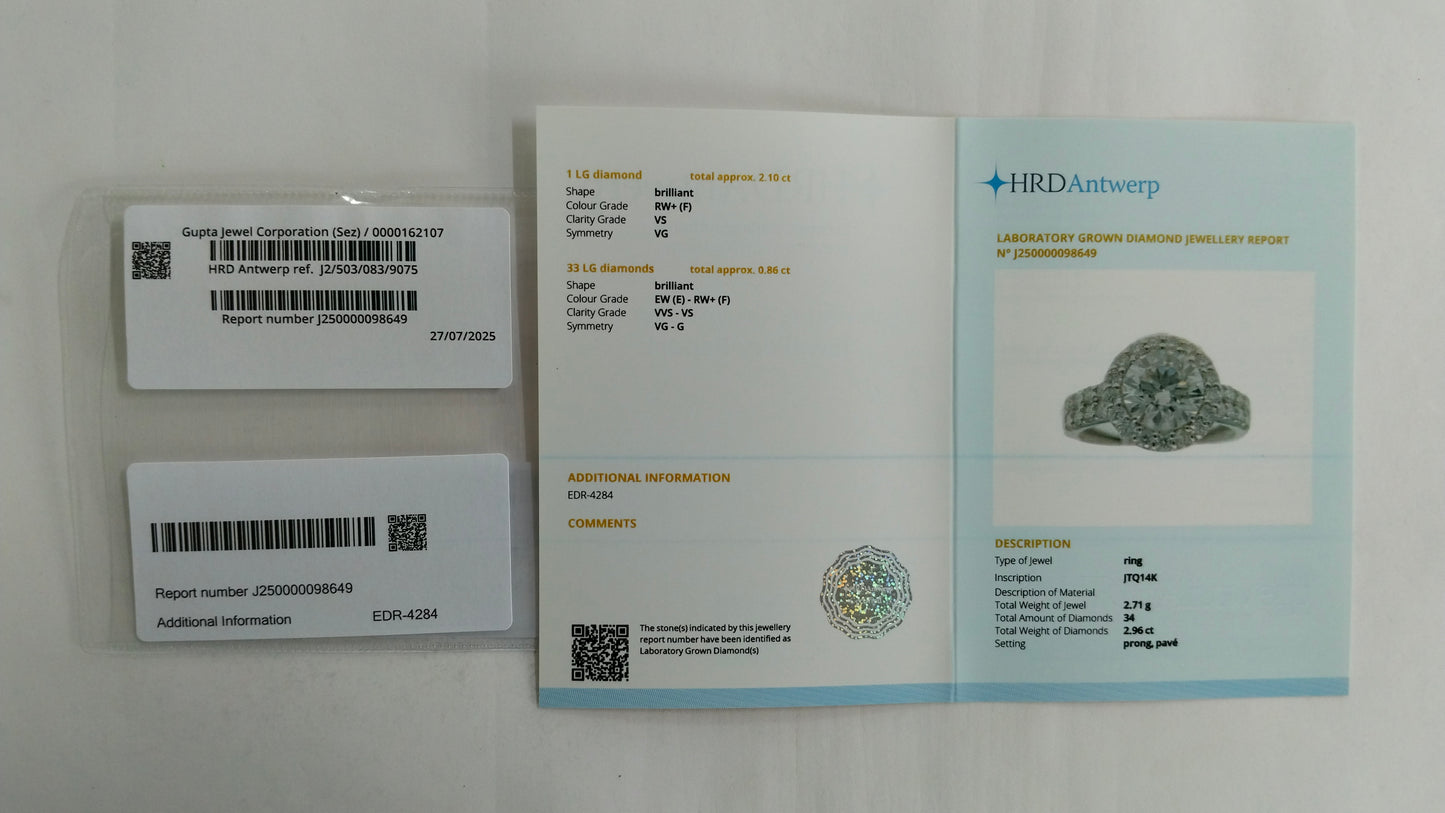 Gupta Jewel Corporation (Sez) / 0000162107
HRD Antwerp ref. J2/503/083/9075
Report number J250000098649
27/07/2025
Report number J250000098649
Additional Information EDR-4284
1 LG diamond total approx. 2.10 ct
Shape brilliant
Colour Grade RW+ (F)
Clarity Grade VS
Symmetry VG
33 LG diamonds total approx. 0.86 ct
Shape brilliant
Colour Grade EW (E) - RW+ (F)
Clarity Grade VVS - VS
Symmetry VG - G
ADDITIONAL INFORMATION
EDR-4284
COMMENTS
The stone(s) indicated by this jewellery
report number have been identified as
Laboratory Grown Diamond(s)
HRDAntwerp
LABORATORY GROWN DIAMOND JEWELLERY REPORT
N° J250000098649
DESCRIPTION
Type of Jewel ring
Inscription JTQ14K
Description of Material
Total Weight of Jewel 2.71 g
Total Amount of Diamonds 34
Total Weight of Diamonds 2.96 ct
Setting prong, pavé